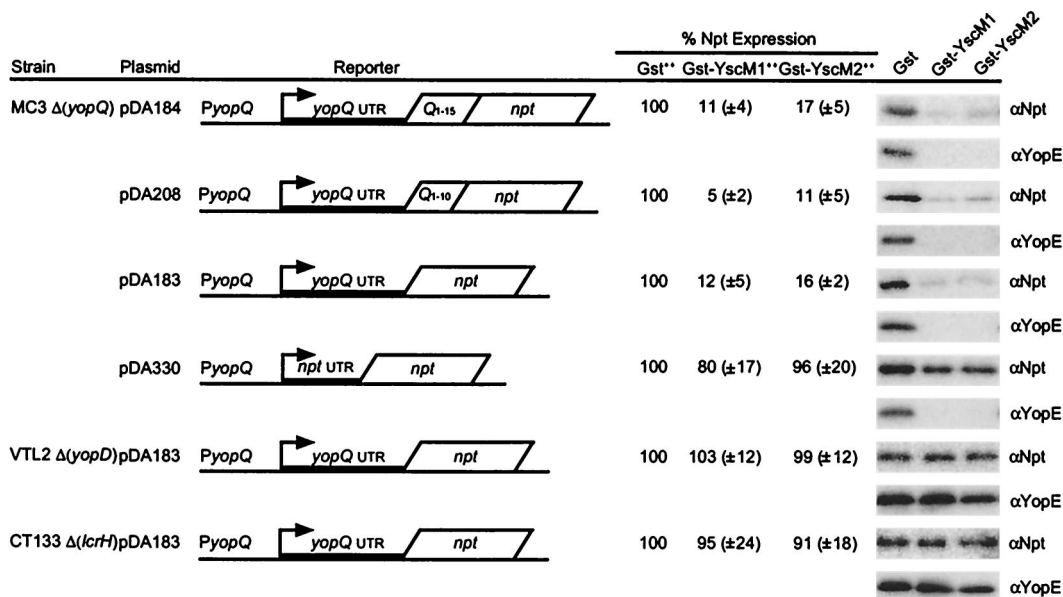 % Npt Expression
Strain Plasmid Reporter Gst** Gst-YscM1** Gst-YscM2** Gst Gst-YscM1 Gst-YscM2
MC3 Δ(yopQ) pDA184 PyopQ yopQ UTR Q1-15 npt 100 11 (±4) 17 (±5) αNpt
αYopE
pDA208 PyopQ yopQ UTR Q1-10 npt 100 5 (±2) 11 (±5) αNpt
αYopE
pDA183 PyopQ yopQ UTR npt 100 12 (±5) 16 (±2) αNpt
αYopE
pDA330 PyopQ npt UTR npt 100 80 (±17) 96 (±20) αNpt
αYopE
VTL2 Δ(yopD) pDA183 PyopQ yopQ UTR npt 100 103 (±12) 99 (±12) αNpt
αYopE
CT133 Δ(lcrH) pDA183 PyopQ yopQ UTR npt 100 95 (±24) 91 (±18) αNpt
αYopE